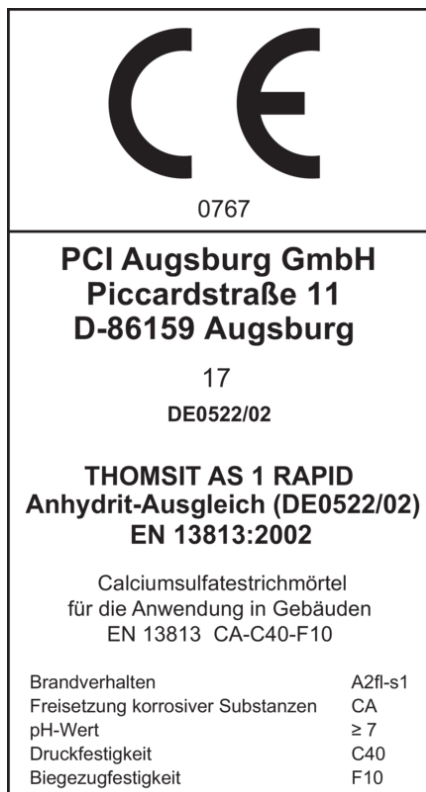 CE
0767
PCI Augsburg GmbH
Piccardstraße 11
D-86159 Augsburg
17
DE0522/02
THOMSIT AS 1 RAPID
Anhydrit-Ausgleich (DE0522/02)
EN 13813:2002
Calciumsulfatestrichmörtel
für die Anwendung in Gebäuden
EN 13813 CA-C40-F10
Brandverhalten A2fl-s1
Freisetzung korrosiver Substanzen CA
pH-Wert ≥ 7
Druckfestigkeit C40
Biegezugfestigkeit F10